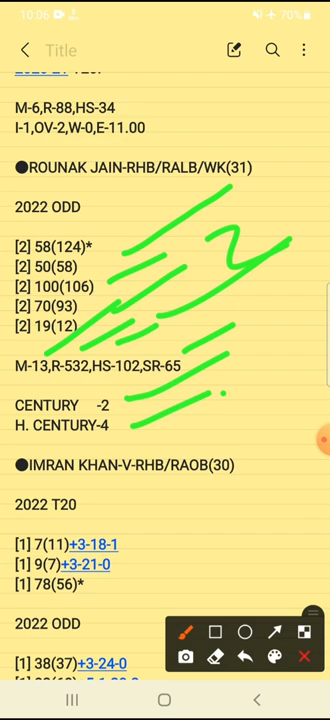 10:06
70%
Title
M-6,R-88,HS-34
I-1,OV-2,W-0,E-11.00
●ROUNAK JAIN-RHB/RALB/WK(31)
2022 ODD
[2] 58(124)*
[2] 50(58)
[2] 100(106)
[2] 70(93)
[2] 19(12)
M-13,R-532,HS-102,SR-65
CENTURY -2
H. CENTURY-4
●IMRAN KHAN-V-RHB/RAOB(30)
2022 T20
[1] 7(11)+3-18-1
[1] 9(7)+3-21-0
[1] 78(56)*
2022 ODD
[1] 38(37)+3-24-0